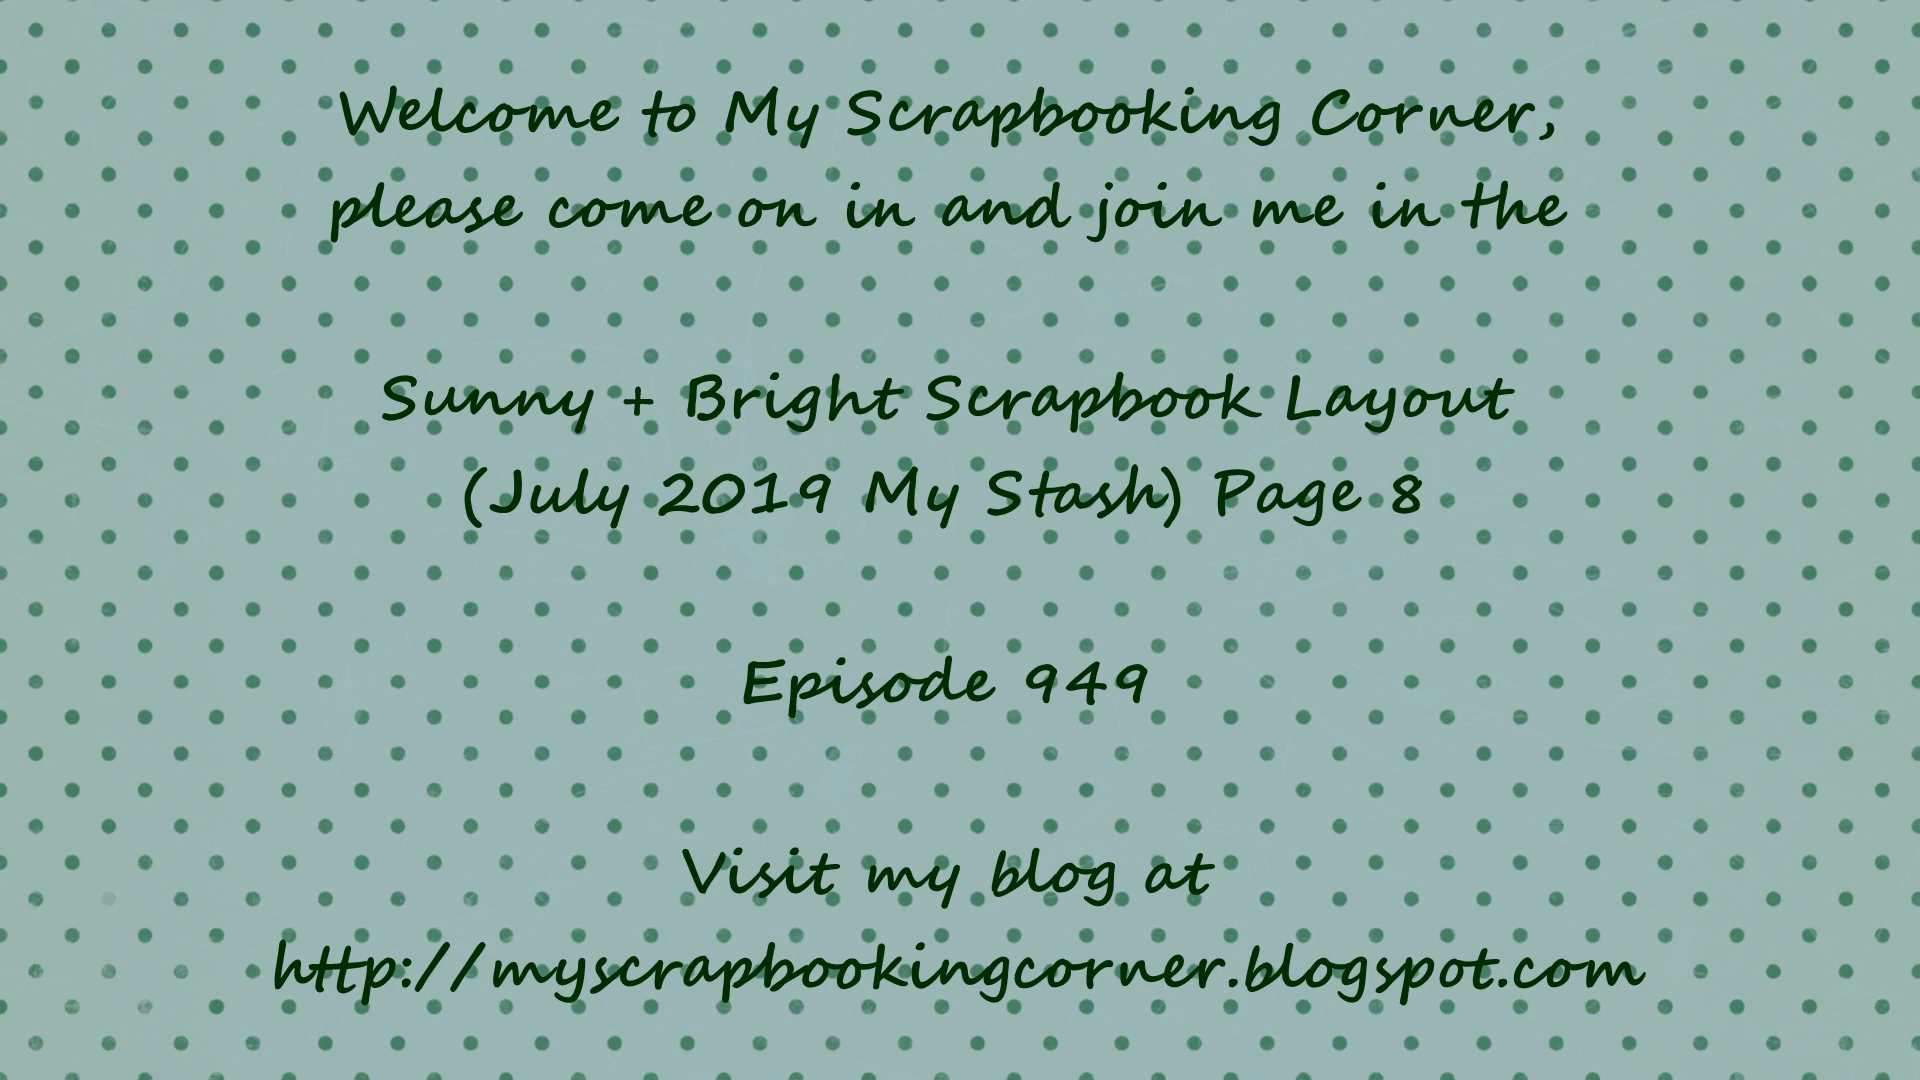 Welcome to My Scrapbooking Corner,
please come on in and join me in the
Sunny + Bright Scrapbook Layout
(July 2019 My Stash) Page 8
Episode 949
Visit my blog at
http://myscrapbookingcorner.blogspot.com